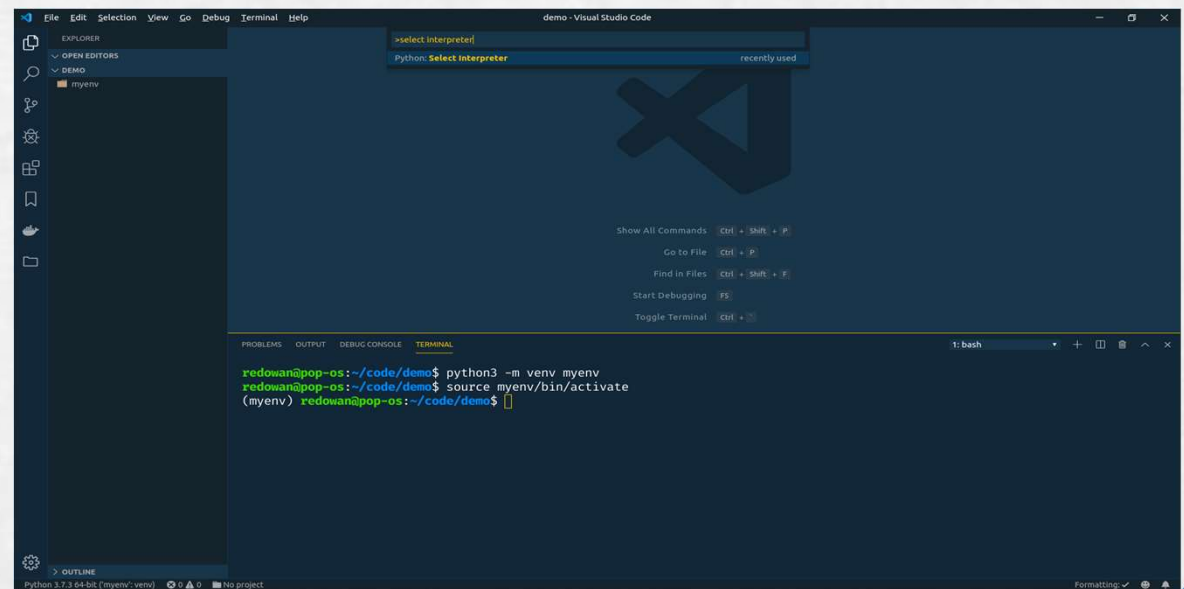 File Edit Selection View Go Debug Terminal Help
demo - Visual Studio Code
EXPLORER
OPEN EDITORS
DEMO
myenv
>select interpreter
Python: Select Interpreter recently used
Show All Commands Ctrl + Shift + P
Go to File Ctrl + P
Find in Files Ctrl + Shift + F
Start Debugging F5
Toggle Terminal Ctrl + `
PROBLEMS OUTPUT DEBUG CONSOLE TERMINAL
1: bash
redowan@pop-os:~/code/demo$ python3 -m venv myenv
redowan@pop-os:~/code/demo$ source myenv/bin/activate
(myenv) redowan@pop-os:~/code/demo$
> OUTLINE
Python 3.7.3 64-bit ('myenv': venv) 0 0 No project
Formatting: ✓